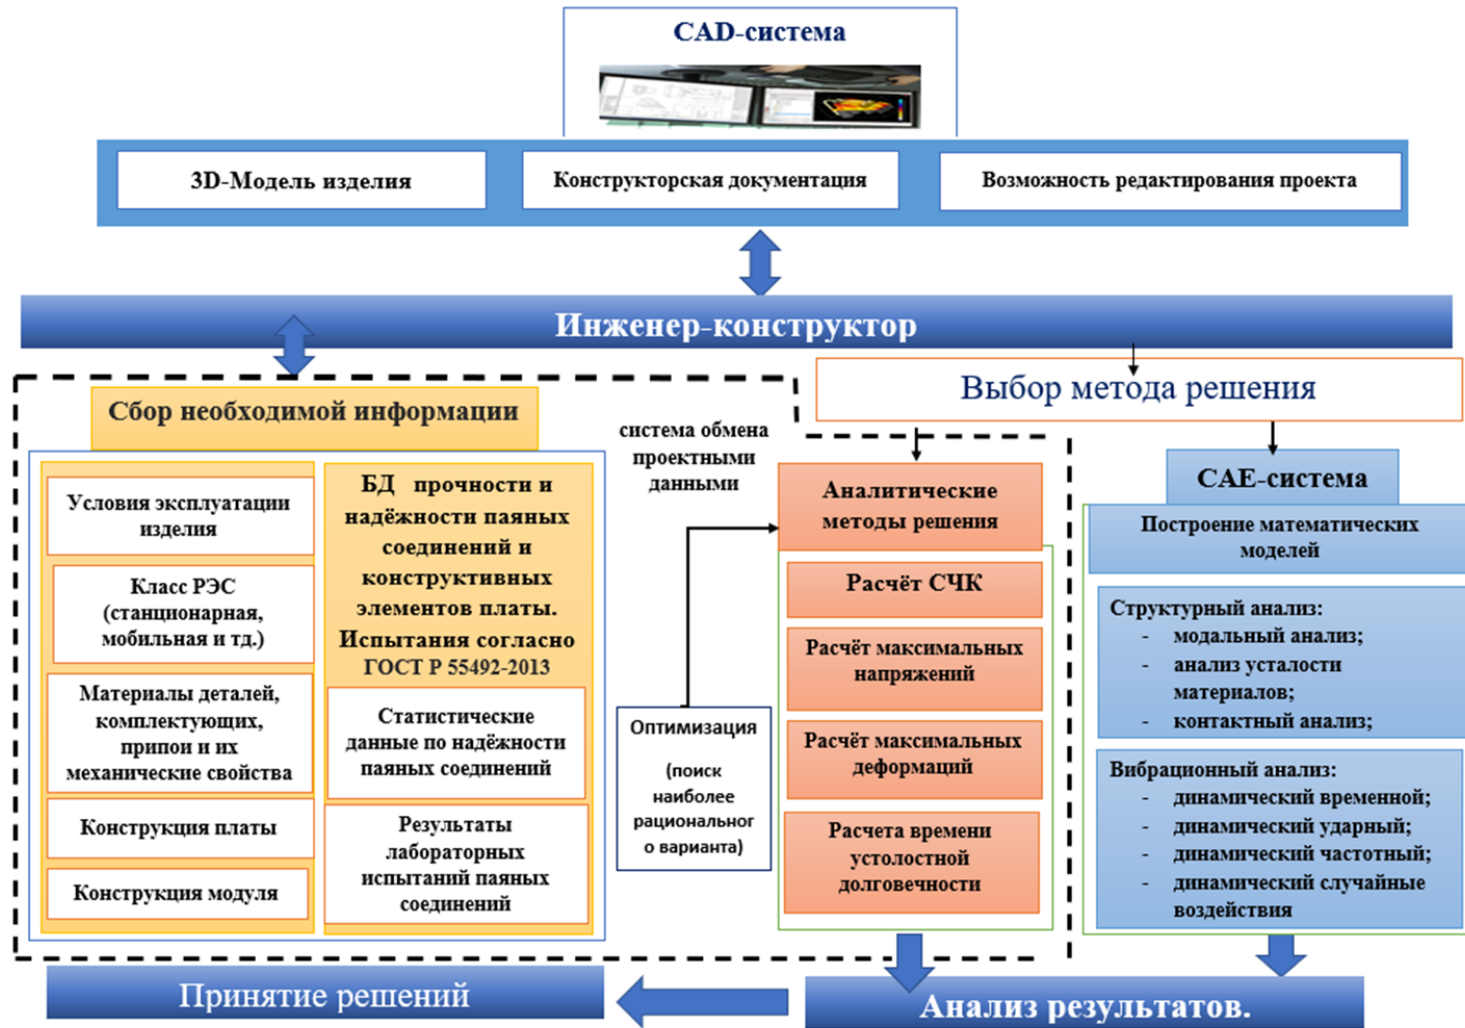 CAD-система
3D-Модель изделия
Конструкторская документация
Возможность редактирования проекта
Инженер-конструктор
Выбор метода решения
Сбор необходимой информации
Условия эксплуатации
изделия
Класс РЭС
(станционарная,
мобильная и тд.)
Материалы деталей,
комплектующих,
припои и их
механические свойства
Конструкция платы
Конструкция модуля
БД прочности и
надёжности паяных
соединений и
конструктивных
элементов платы.
Испытания согласно
ГОСТ Р 55492-2013
Статистические
данные по надёжности
паяных соединений
Результаты
лабораторных
испытаний паяных
соединений
система обмена
проектными
данными
Оптимизация
(поиск
наиболее
рациональног
о варианта)
Аналитические
методы решения
Расчёт СЧК
Расчёт максимальных
напряжений
Расчёт максимальных
деформаций
Расчета времени
устолостной
долговечности
CAE-система
Построение математических
моделей
Структурный анализ:
- модальный анализ;
- анализ усталости
материалов;
- контактный анализ;
Вибрационный анализ:
- динамический временной;
- динамический ударный;
- динамический частотный;
- динамический случайные
воздействия
Принятие решений
Анализ результатов.